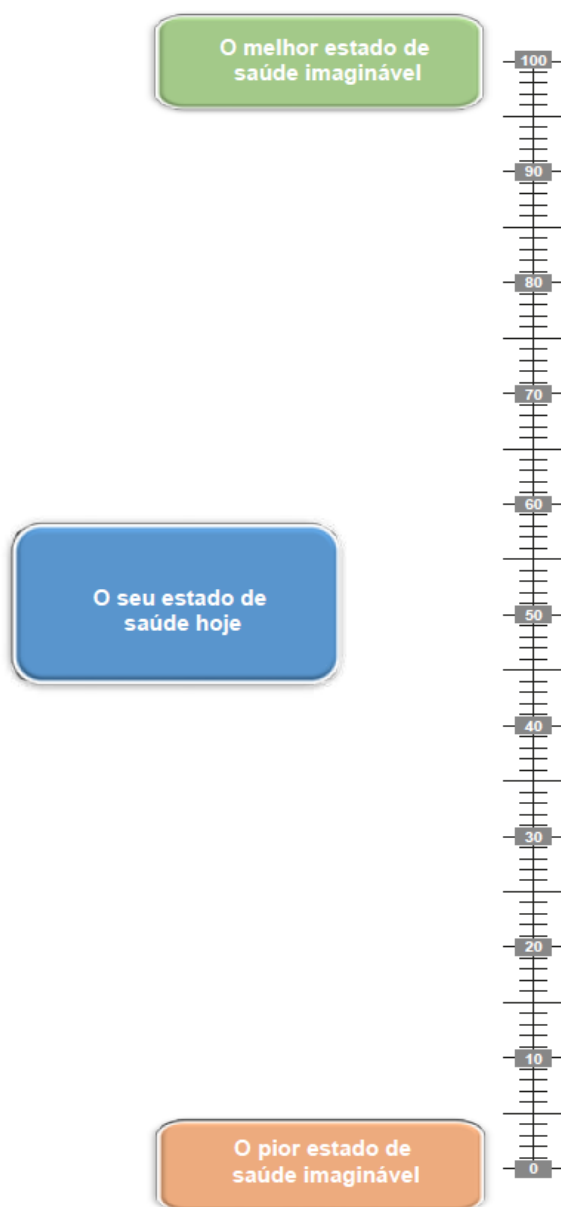 O melhor estado de
saúde imaginável
100
90
80
70
60
O seu estado de
saúde hoje
50
40
30
20
10
O pior estado de
saúde imaginável
0